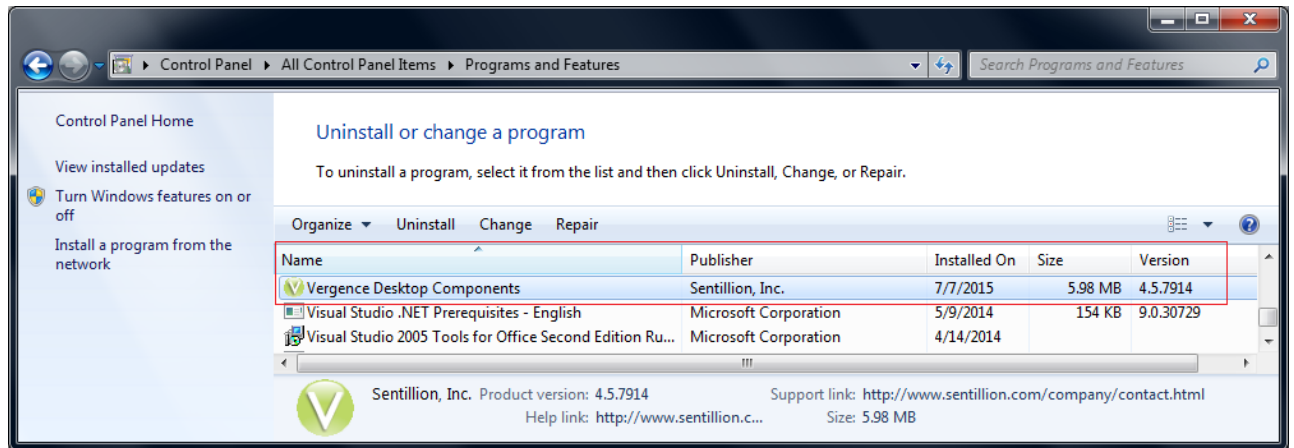 Control Panel ▸ All Control Panel Items ▸ Programs and Features
Search Programs and Features
Control Panel Home
View installed updates
Turn Windows features on or
off
Install a program from the
network
Uninstall or change a program
To uninstall a program, select it from the list and then click Uninstall, Change, or Repair.
Organize Uninstall Change Repair
Name Publisher Installed On Size Version
Vergence Desktop Components Sentillion, Inc. 7/7/2015 5.98 MB 4.5.7914
Visual Studio .NET Prerequisites - English Microsoft Corporation 5/9/2014 154 KB 9.0.30729
Visual Studio 2005 Tools for Office Second Edition Ru... Microsoft Corporation 4/14/2014
Sentillion, Inc. Product version: 4.5.7914 Support link: http://www.sentillion.com/company/contact.html
Help link: http://www.sentillion.c... Size: 5.98 MB